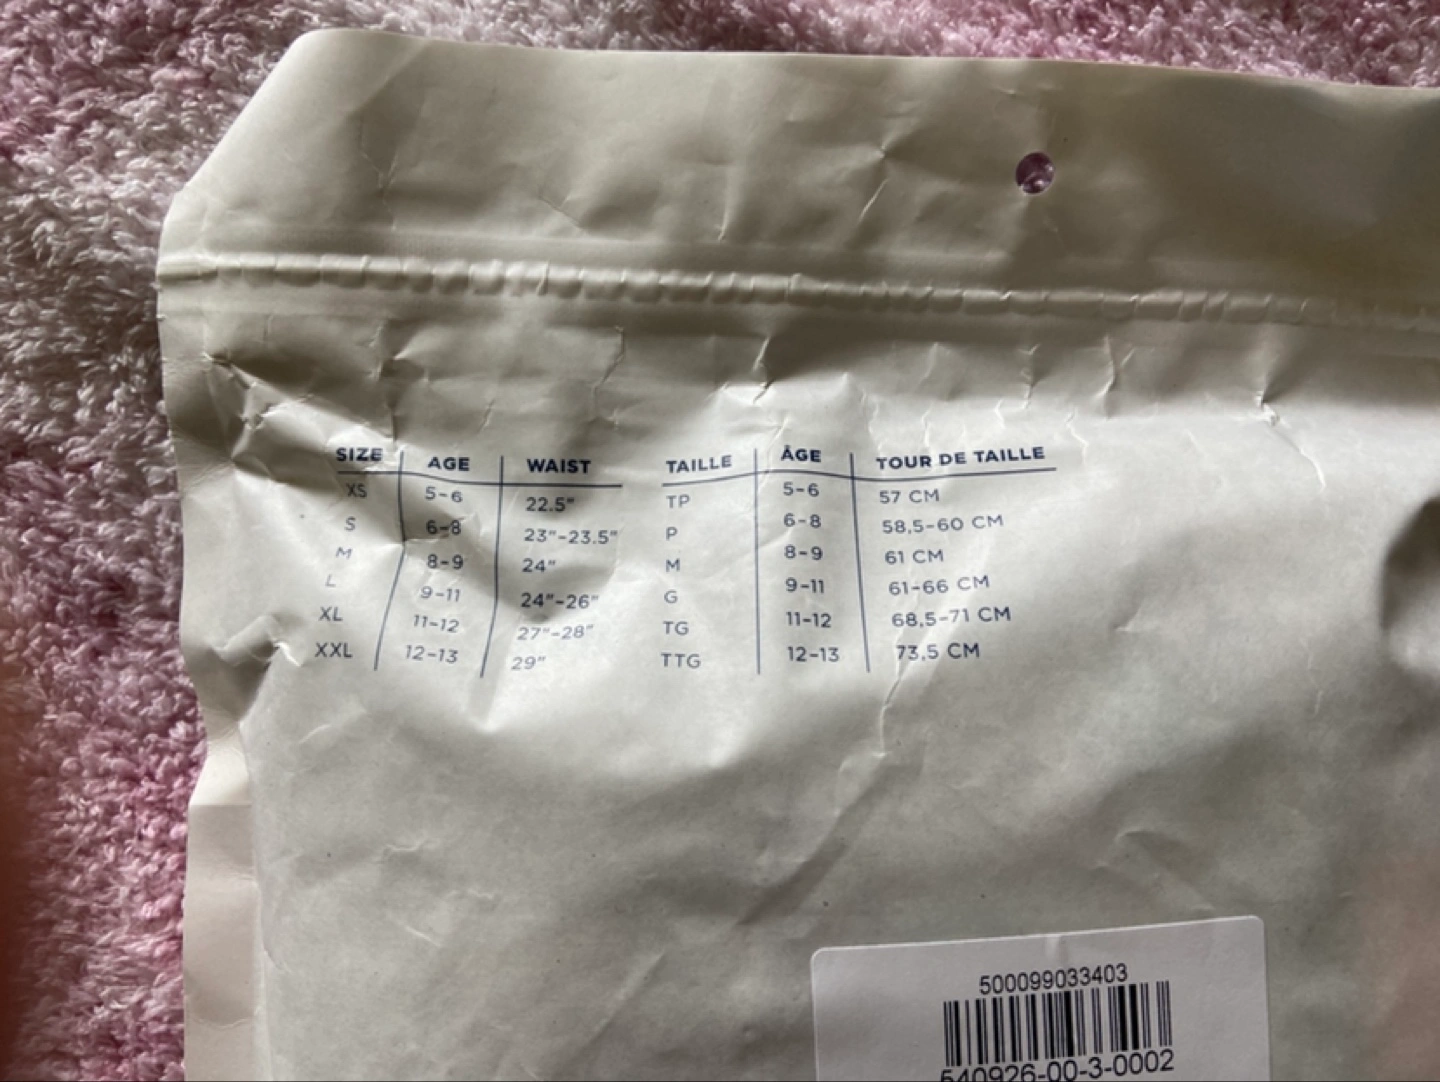 SIZE AGE WAIST
XS 5-6 22.5"
S 6-8 23"-23.5"
M 8-9 24"
L 9-11 24"-26"
XL 11-12 27"-28"
XXL 12-13 29"
TAILLE ÂGE TOUR DE TAILLE
TP 5-6 57 CM
P 6-8 58,5-60 CM
M 8-9 61 CM
G 9-11 61-66 CM
TG 11-12 68,5-71 CM
TTG 12-13 73,5 CM
500099033403
540926-00-3-0002